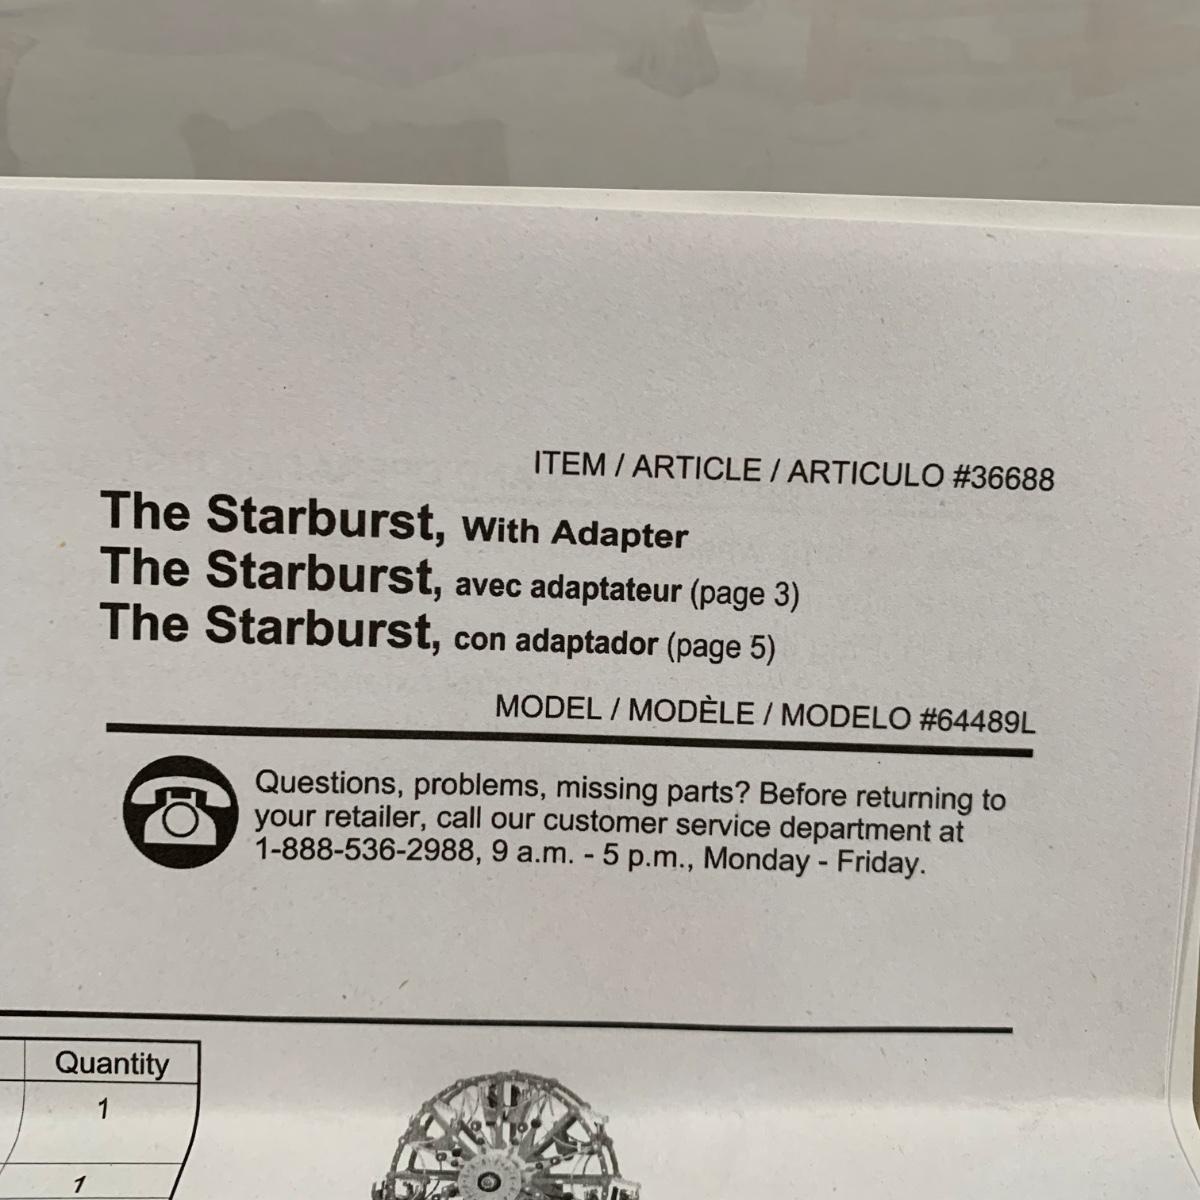 ITEM / ARTICLE / ARTICULO #36688
The Starburst, With Adapter
The Starburst, avec adaptateur (page 3)
The Starburst, con adaptador (page 5)
MODEL / MODÈLE / MODELO #64489L
Questions, problems, missing parts? Before returning to
your retailer, call our customer service department at
1-888-536-2988, 9 a.m. - 5 p.m., Monday - Friday.
Quantity
1
1